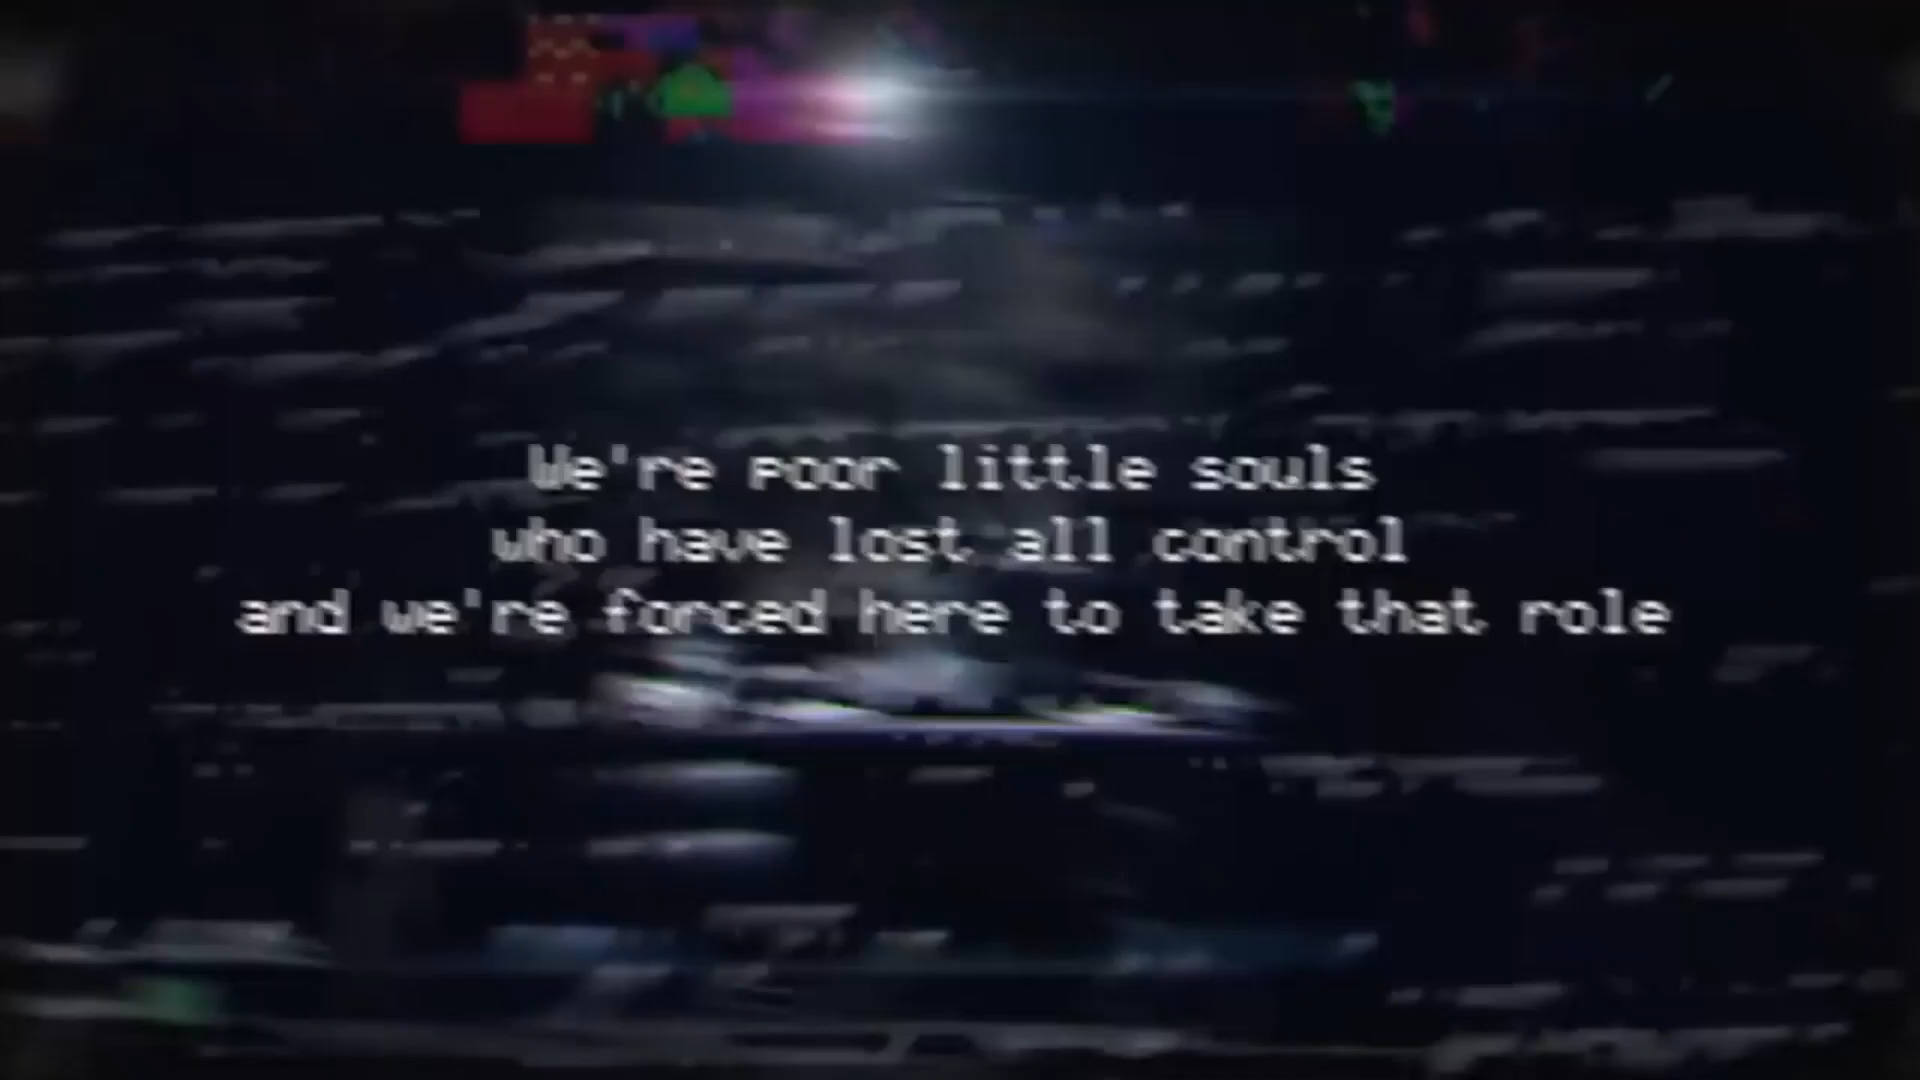 We're poor little souls
who have lost all control
and we're forced here to take that role